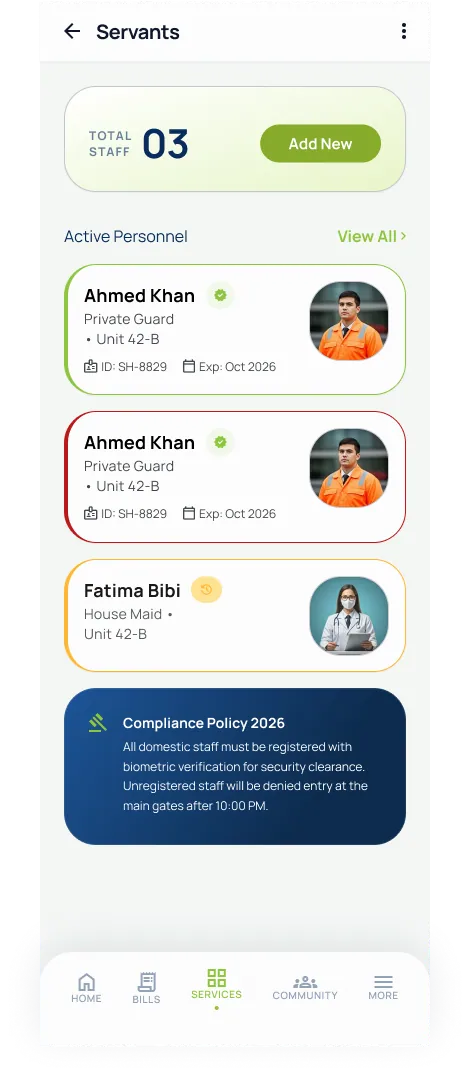 Servants
TOTAL
STAFF
03
Add New
Active Personnel
View All >
Ahmed Khan
Private Guard
• Unit 42-B
ID: SH-8829
Exp: Oct 2026
Ahmed Khan
Private Guard
• Unit 42-B
ID: SH-8829
Exp: Oct 2026
Fatima Bibi
House Maid •
Unit 42-B
Compliance Policy 2026
All domestic staff must be registered with
biometric verification for security clearance.
Unregistered staff will be denied entry at the
main gates after 10:00 PM.
HOME
BILLS
SERVICES
COMMUNITY
MORE